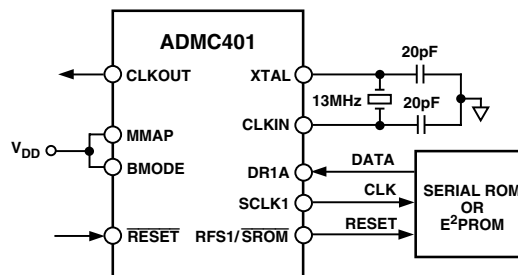 ADMC401
CLKOUT
XTAL
20pF
13MHz
20pF
V_DD
MMAP
CLKIN
BMODE
DR1A
DATA
SCLK1
CLK
SERIAL ROM
OR
E²PROM
RESET
RFS1/SROM
RESET